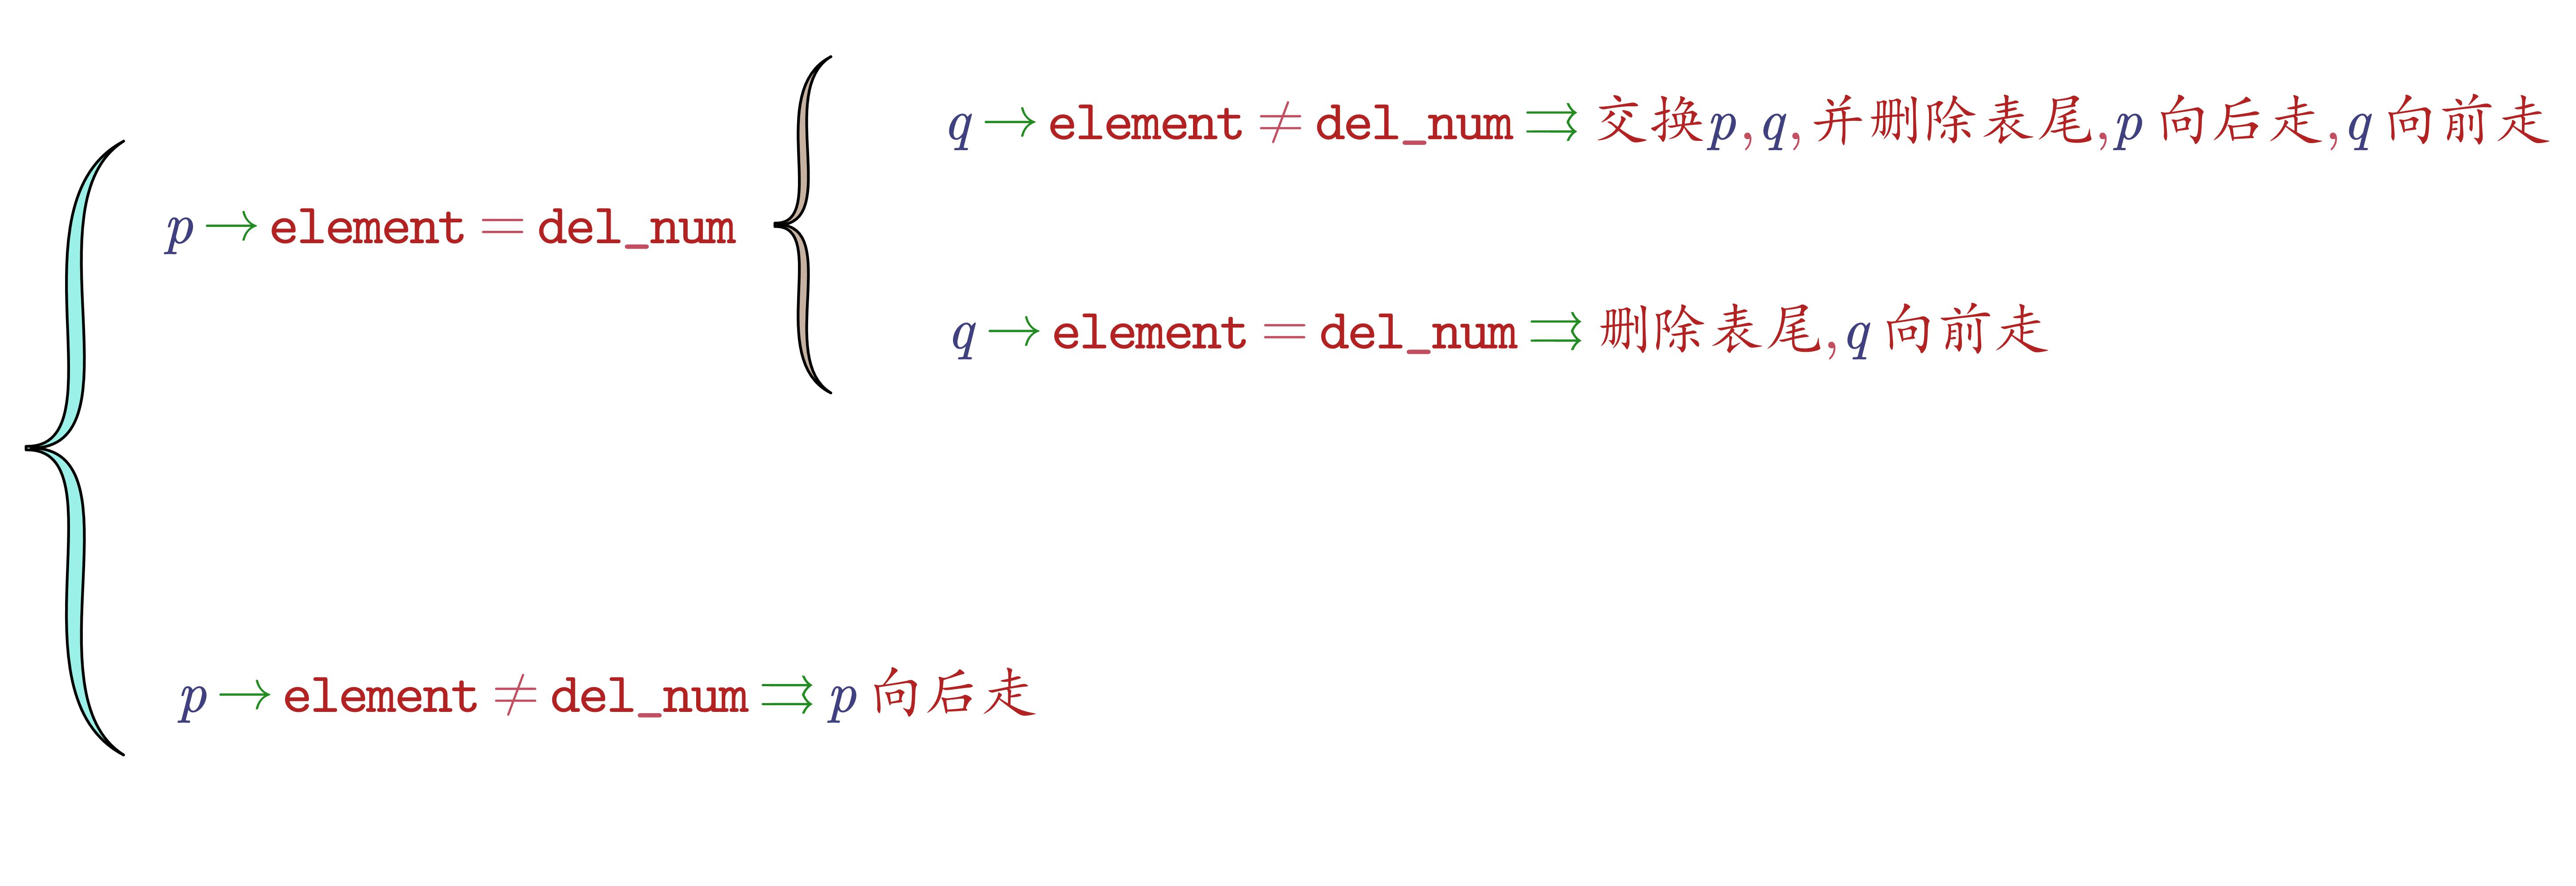 q → element ≠ del_num ⇉ 交换p,q,并删除表尾,p 向后走,q 向前走
p → element = del_num
q → element = del_num ⇉ 删除表尾,q 向前走
p → element ≠ del_num ⇉ p 向后走